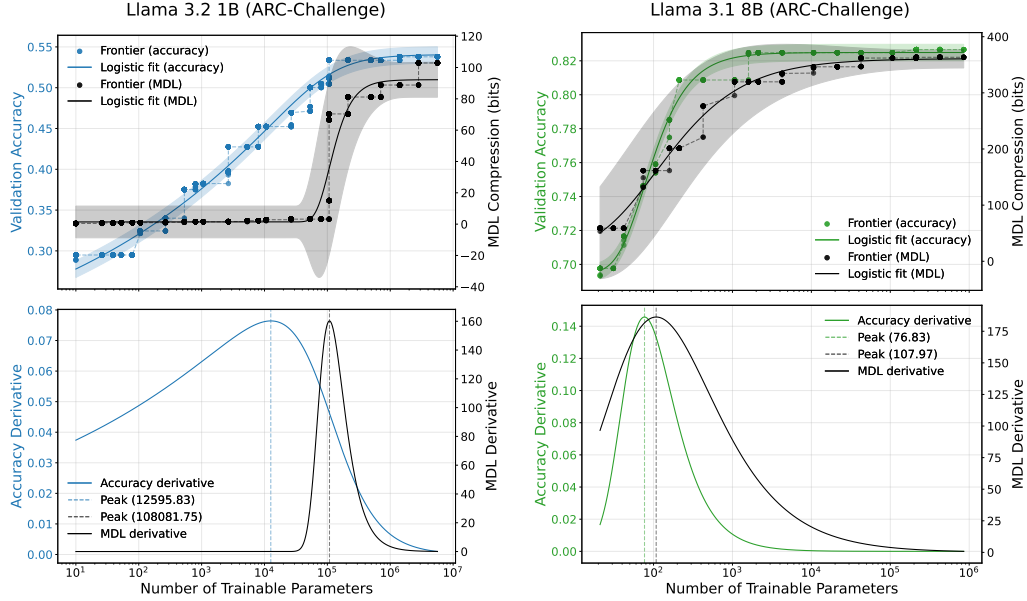 Llama 3.2 1B (ARC-Challenge)
Validation Accuracy
0.55
0.50
0.45
0.40
0.35
0.30
Frontier (accuracy)
Logistic fit (accuracy)
Frontier (MDL)
Logistic fit (MDL)
120
100
80
60
40
20
0
−20
−40
MDL Compression (bits)
Llama 3.1 8B (ARC-Challenge)
Validation Accuracy
0.82
0.80
0.78
0.76
0.74
0.72
0.70
Frontier (accuracy)
Logistic fit (accuracy)
Frontier (MDL)
Logistic fit (MDL)
400
300
200
100
0
MDL Compression (bits)
Accuracy Derivative
0.08
0.07
0.06
0.05
0.04
0.03
0.02
0.01
0.00
Accuracy derivative
Peak (12595.83)
Peak (108081.75)
MDL derivative
160
140
120
100
80
60
40
20
0
MDL Derivative
10¹ 10² 10³ 10⁴ 10⁵ 10⁶ 10⁷
Number of Trainable Parameters
Accuracy Derivative
0.14
0.12
0.10
0.08
0.06
0.04
0.02
0.00
Accuracy derivative
Peak (76.83)
Peak (107.97)
MDL derivative
175
150
125
100
75
50
25
0
MDL Derivative
10² 10³ 10⁴ 10⁵ 10⁶
Number of Trainable Parameters